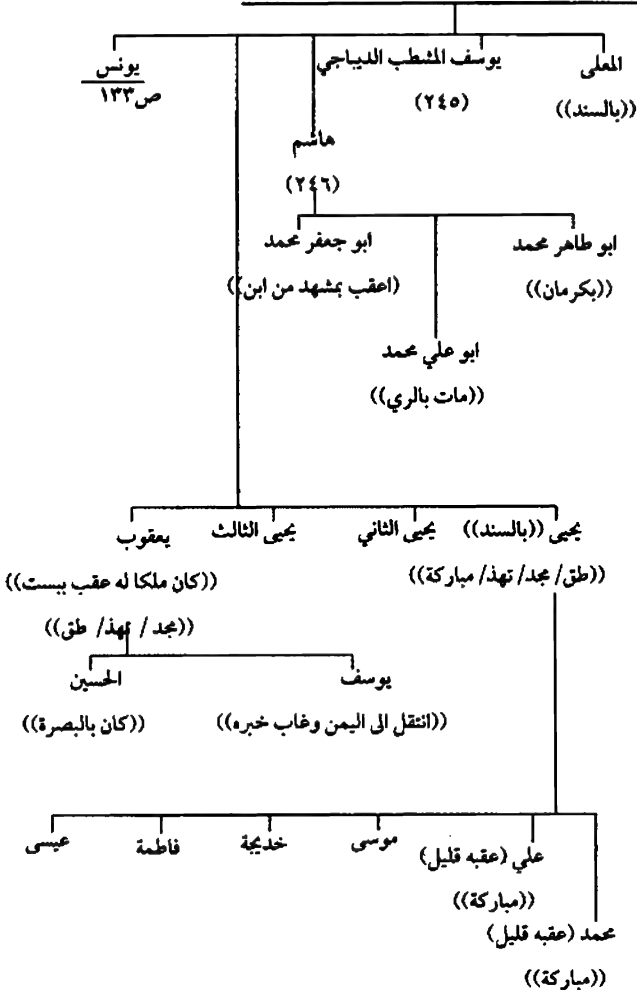 المعلى
((بالسند))
يوسف المشطب الديباجي
(٢٤٥)
هاشم
(٢٤٦)
يونس
ص١٣٣
ابو طاهر محمد
((بكرمان))
ابو جعفر محمد
(اعقب بمشهد من ابن))
ابو علي محمد
((مات بالري))
يحيى ((بالسند))
((طق/ مجد/ تهذ/ مباركة))
يحيى الثاني
يحيى الثالث
يعقوب
((كان ملكا له عقب ببست))
((مجد / تهذ/ طق))
يوسف
((انتقل الى اليمن وغاب خبره))
الحسين
((كان بالبصرة))
علي (عقبه قليل)
((مباركة))
موسى
خديجة
فاطمة
عيسى
محمد (عقبه قليل)
((مباركة))